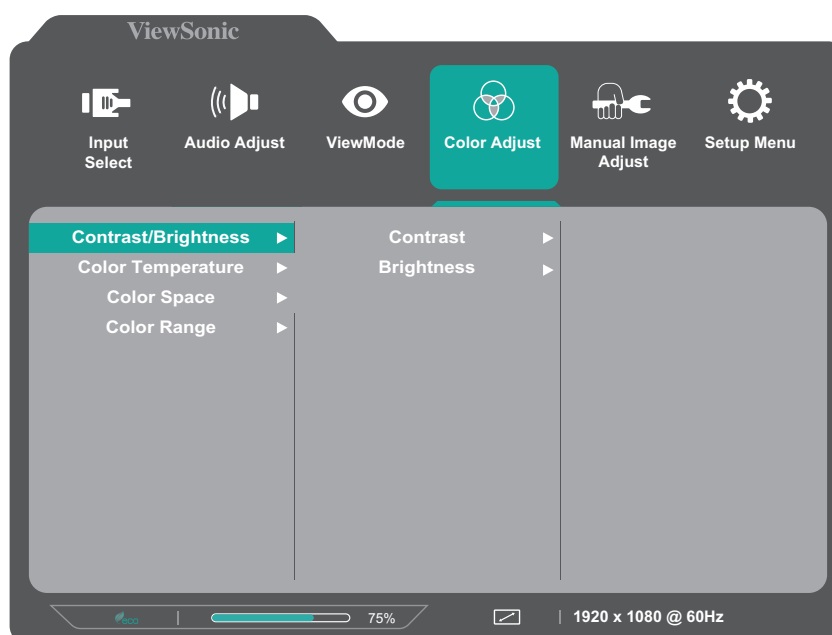 ViewSonic
Input
Select
Audio Adjust
ViewMode
Color Adjust
Manual Image
Adjust
Setup Menu
Contrast/Brightness
Color Temperature
Color Space
Color Range
Contrast
Brightness
eco
75%
1920 x 1080 @ 60Hz